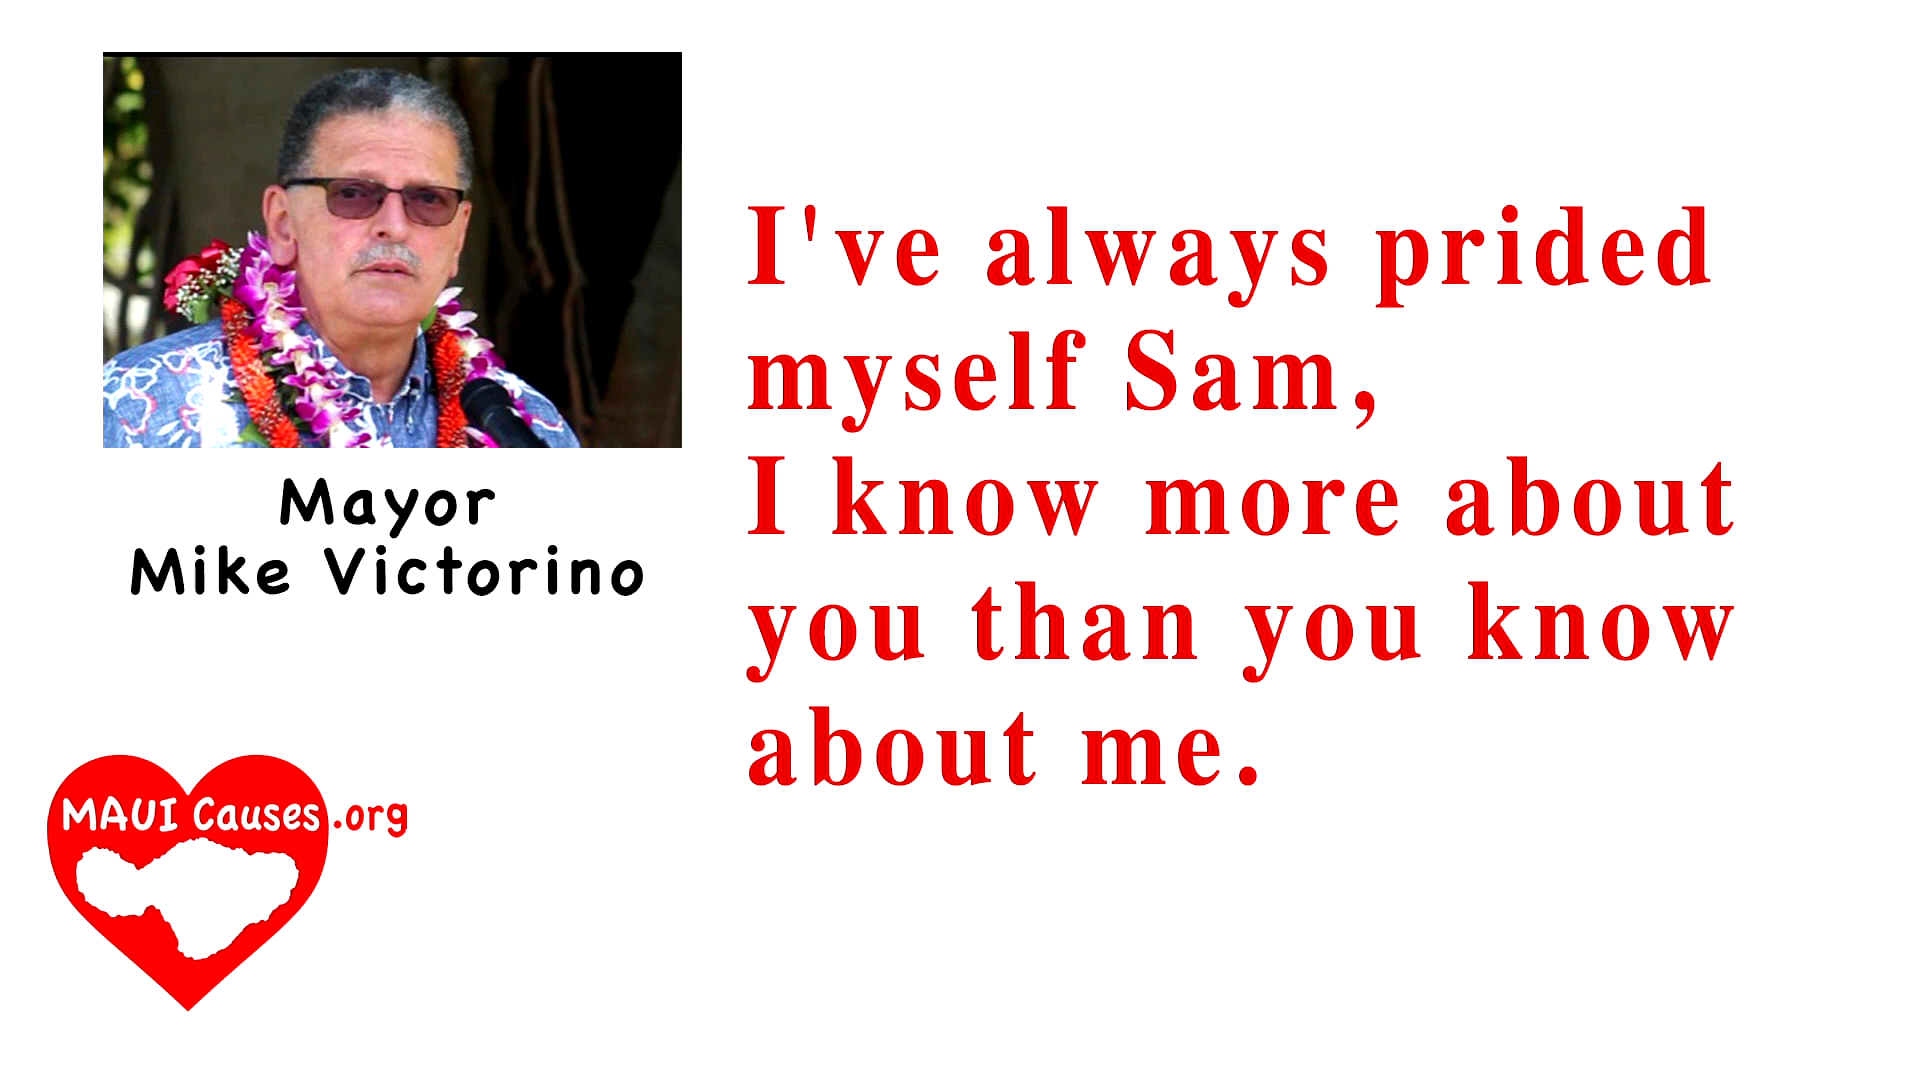 Mayor
Mike Victorino
MAUI Causes.org
I've always prided
myself Sam,
I know more about
you than you know
about me.